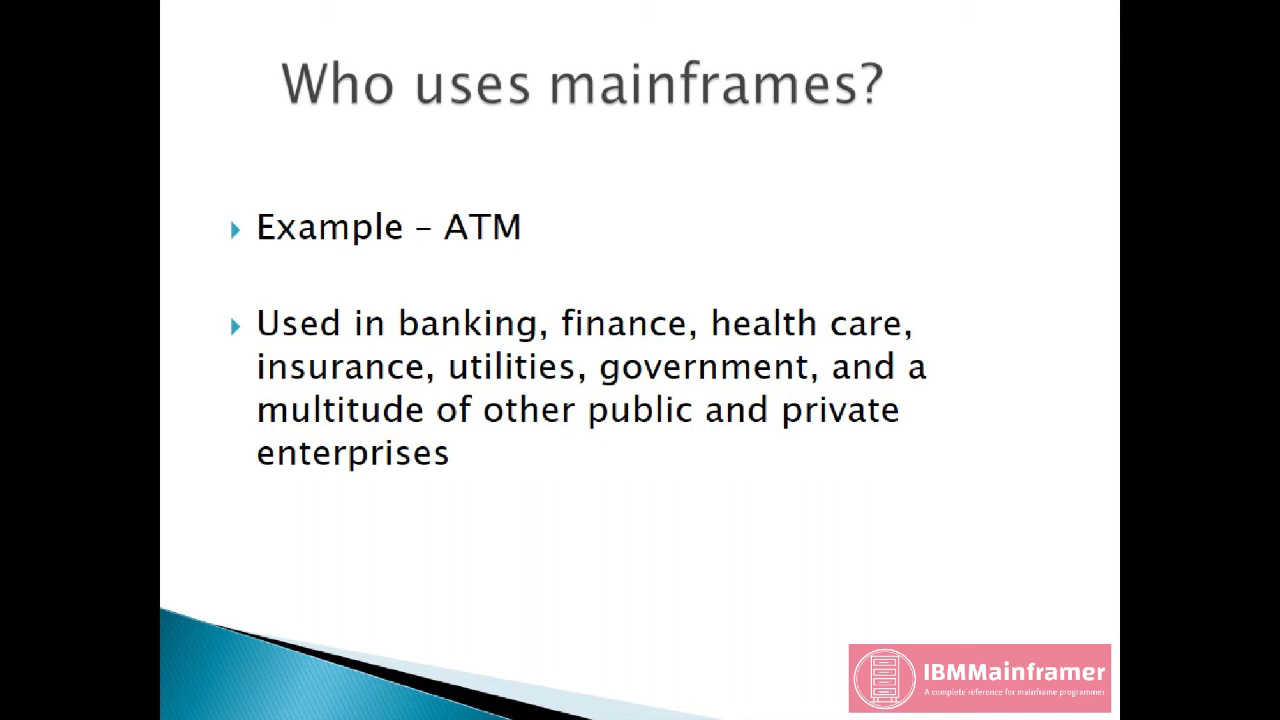 Who uses mainframes?
Example – ATM
Used in banking, finance, health care,
insurance, utilities, government, and a
multitude of other public and private
enterprises
IBMMainframer
A complete reference for mainframe programmer